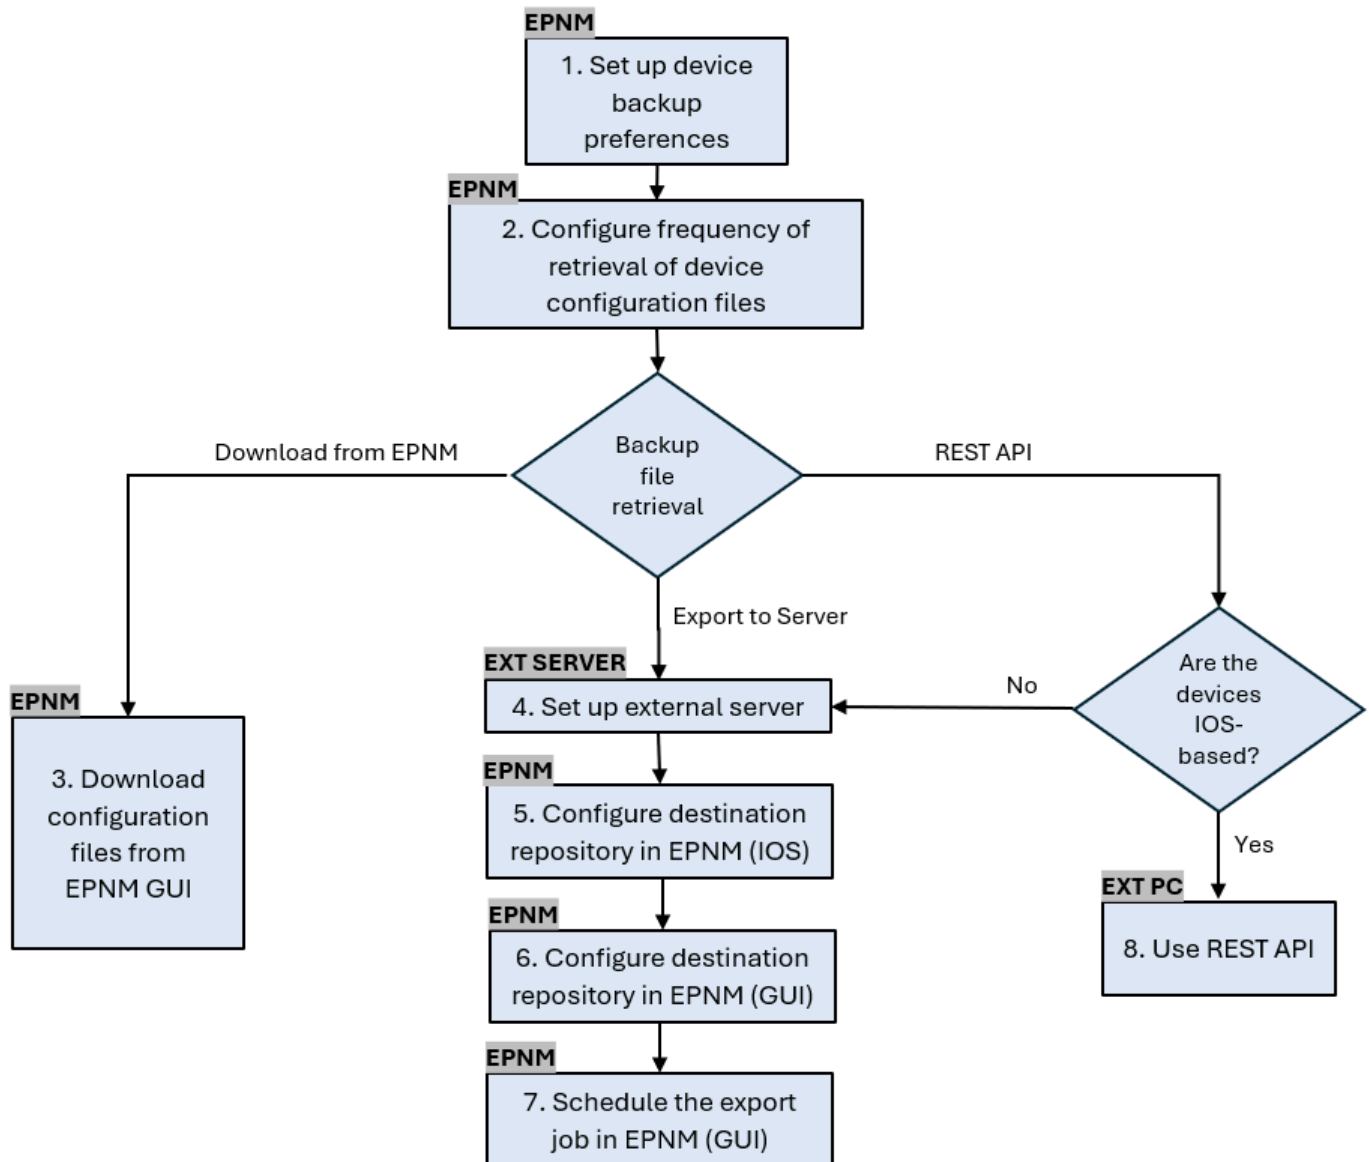 EPNM
1. Set up device
backup
preferences
EPNM
2. Configure frequency of
retrieval of device
configuration files
Backup
file
retrieval
Download from EPNM
REST API
Export to Server
EPNM
3. Download
configuration
files from
EPNM GUI
EXT SERVER
4. Set up external server
No
Are the
devices
IOS-
based?
Yes
EPNM
5. Configure destination
repository in EPNM (IOS)
EPNM
6. Configure destination
repository in EPNM (GUI)
EPNM
7. Schedule the export
job in EPNM (GUI)
EXT PC
8. Use REST API